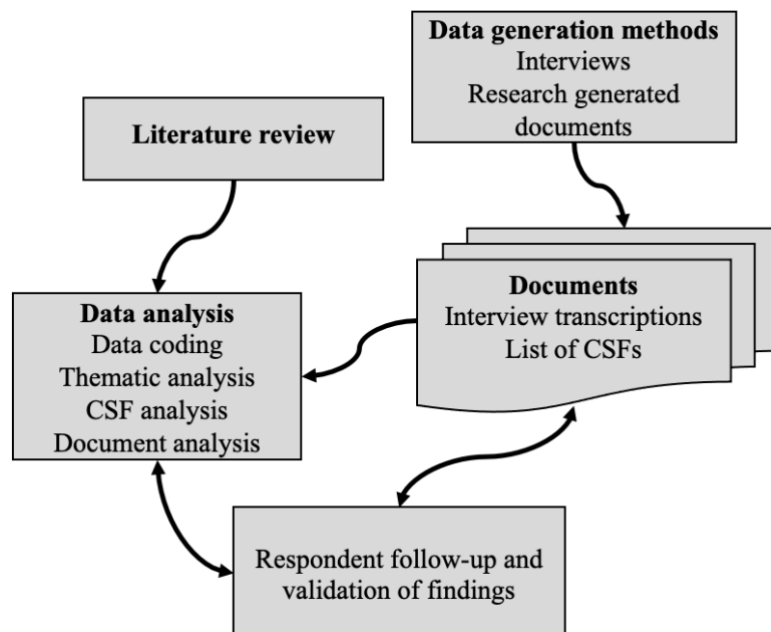 Data generation methods
Interviews
Research generated
documents
Literature review
Documents
Interview transcriptions
List of CSFs
Data analysis
Data coding
Thematic analysis
CSF analysis
Document analysis
Respondent follow-up and
validation of findings